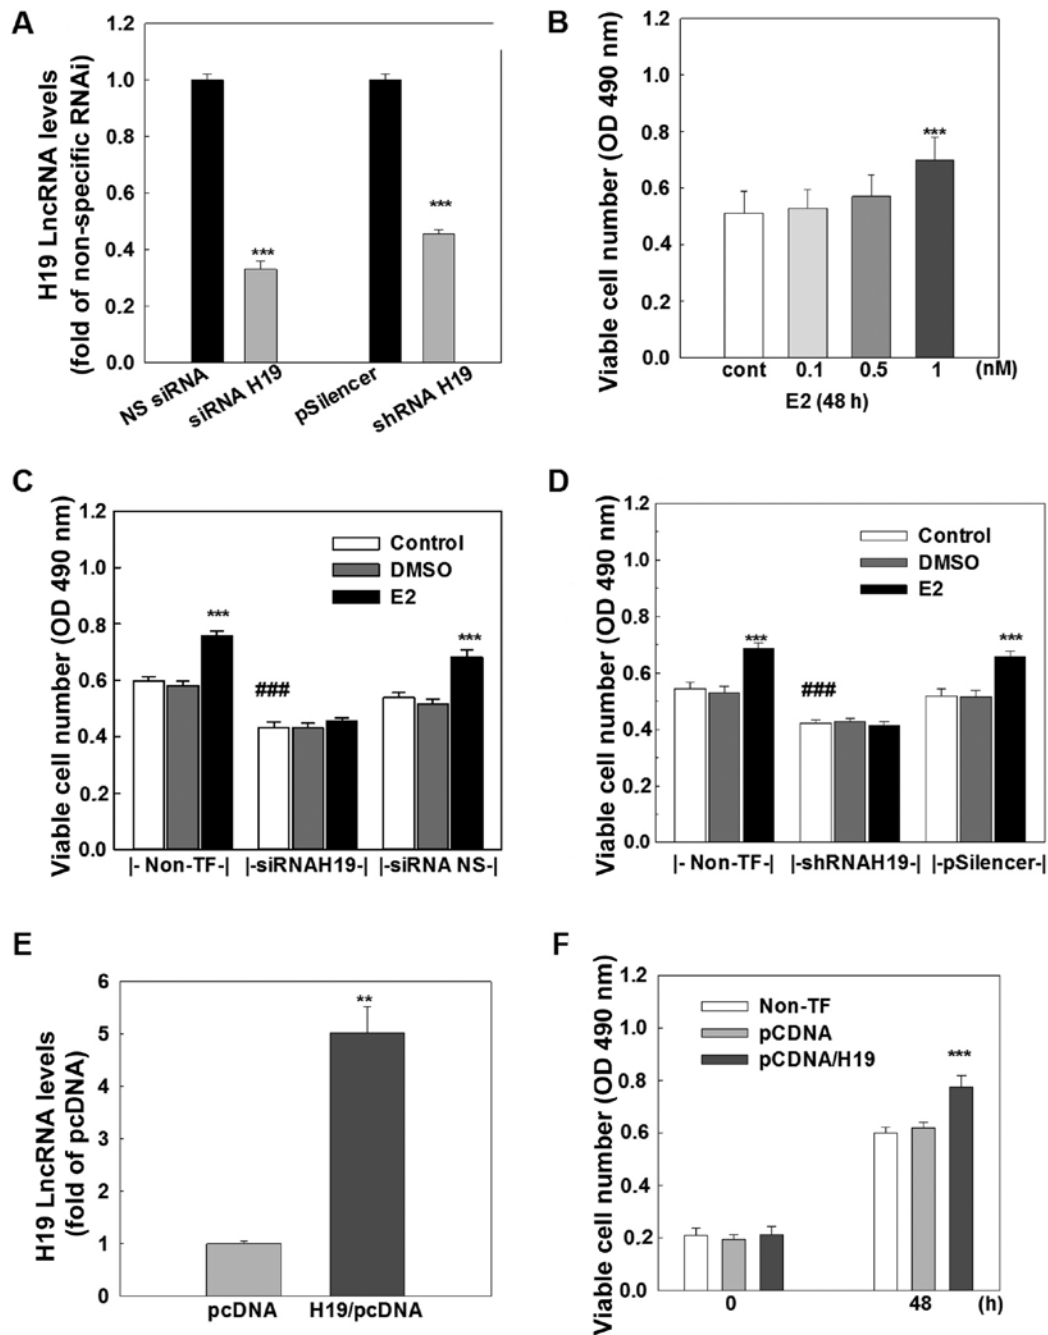 A
H19 LncRNA levels
(fold of non-specific RNAi)
1.2
1.0
0.8
0.6
0.4
0.2
0.0
***
***
NS siRNA
siRNA H19
pSilencer
shRNA H19
B
Viable cell number (OD 490 nm)
1.2
1.0
0.8
0.6
0.4
0.2
0.0
***
cont 0.1 0.5 1 (nM)
E2 (48 h)
C
Viable cell number (OD 490 nm)
1.2
1.0
0.8
0.6
0.4
0.2
0.0
Control
DMSO
E2
***
###
***
|- Non-TF-| |-siRNAH19-| |-siRNA NS-|
D
Viable cell number (OD 490 nm)
1.2
1.0
0.8
0.6
0.4
0.2
0.0
Control
DMSO
E2
***
###
***
|- Non-TF-| |-shRNAH19-| |-pSilencer-|
E
H19 LncRNA levels
(fold of pcDNA)
6
5
4
3
2
1
0
**
pcDNA H19/pcDNA
F
Viable cell number (OD 490 nm)
1.2
1.0
0.8
0.6
0.4
0.2
0.0
Non-TF
pCDNA
pCDNA/H19
***
0 48 (h)